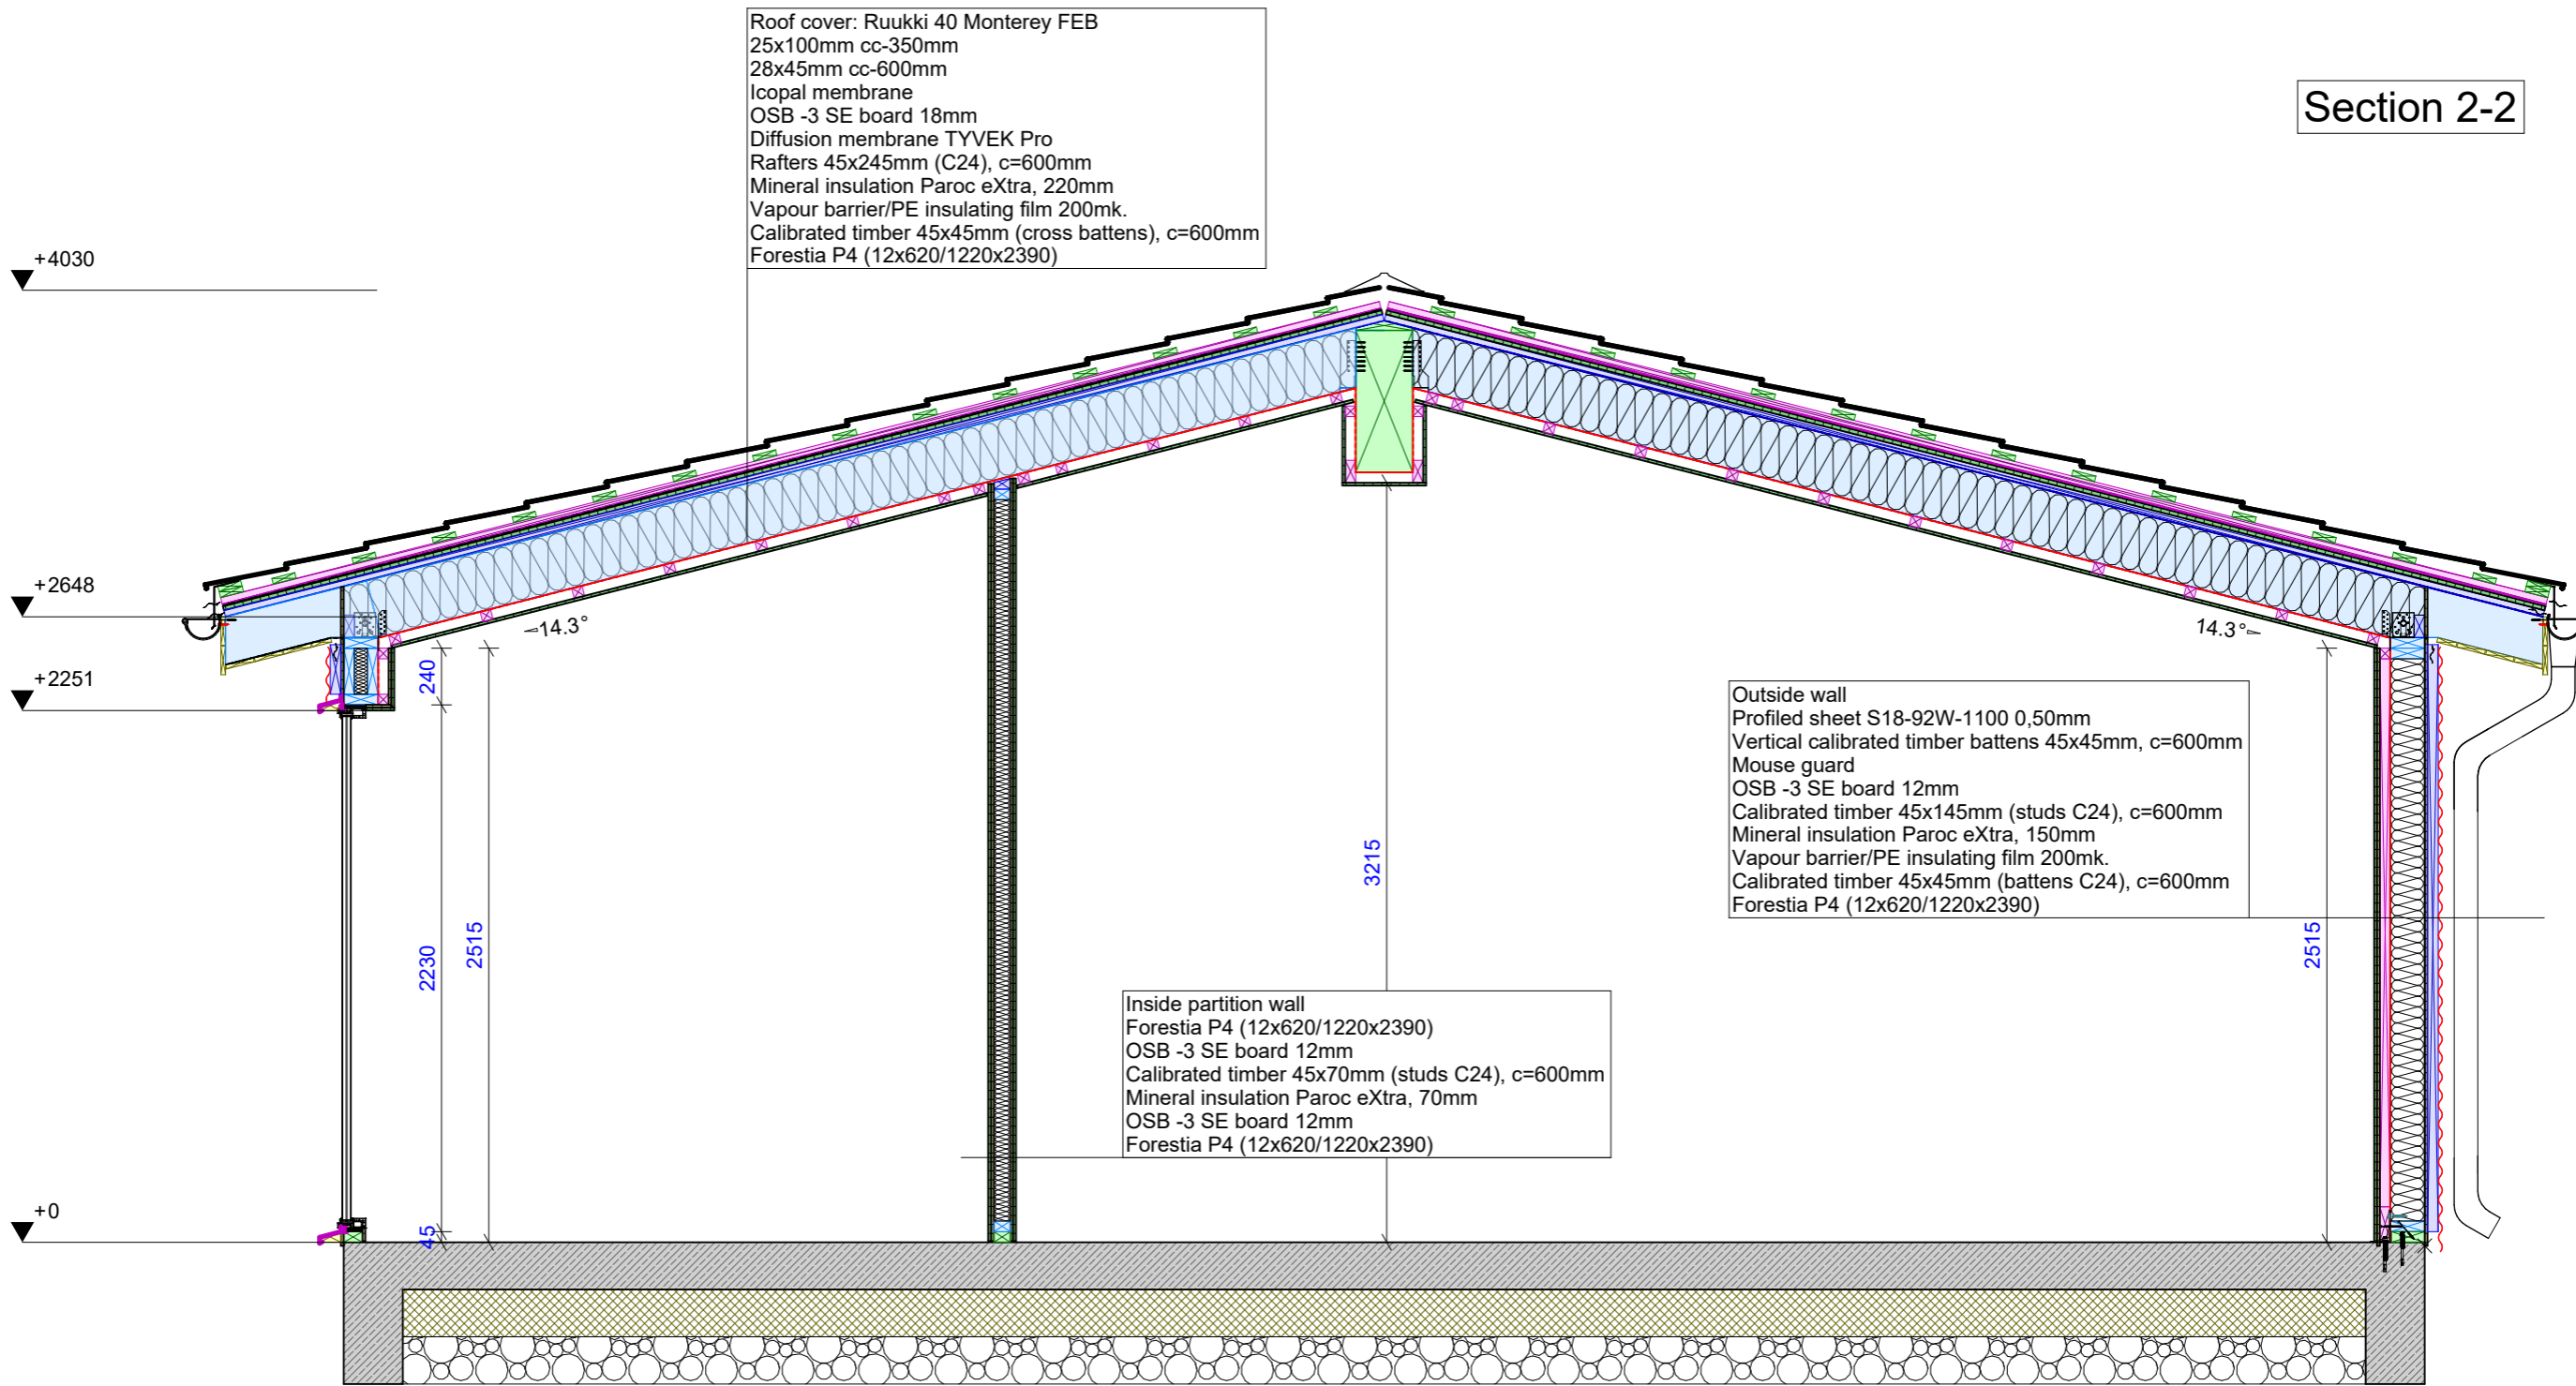 Roof cover: Ruukki 40 Monterey FEB
25x100mm cc-350mm
28x45mm cc-600mm
Icopal membrane
OSB -3 SE board 18mm
Diffusion membrane TYVEK Pro
Rafters 45x245mm (C24), c=600mm
Mineral insulation Paroc eXtra, 220mm
Vapour barrier/PE insulating film 200mk.
Calibrated timber 45x45mm (cross battens), c=600mm
Forestia P4 (12x620/1220x2390)
Section 2-2
+4030
+2648
+2251
+0
14.3°
14.3°
240
2230
45
2515
3215
2515
Outside wall
Profiled sheet S18-92W-1100 0,50mm
Vertical calibrated timber battens 45x45mm, c=600mm
Mouse guard
OSB -3 SE board 12mm
Calibrated timber 45x145mm (studs C24), c=600mm
Mineral insulation Paroc eXtra, 150mm
Vapour barrier/PE insulating film 200mk.
Calibrated timber 45x45mm (battens C24), c=600mm
Forestia P4 (12x620/1220x2390)
Inside partition wall
Forestia P4 (12x620/1220x2390)
OSB -3 SE board 12mm
Calibrated timber 45x70mm (studs C24), c=600mm
Mineral insulation Paroc eXtra, 70mm
OSB -3 SE board 12mm
Forestia P4 (12x620/1220x2390)